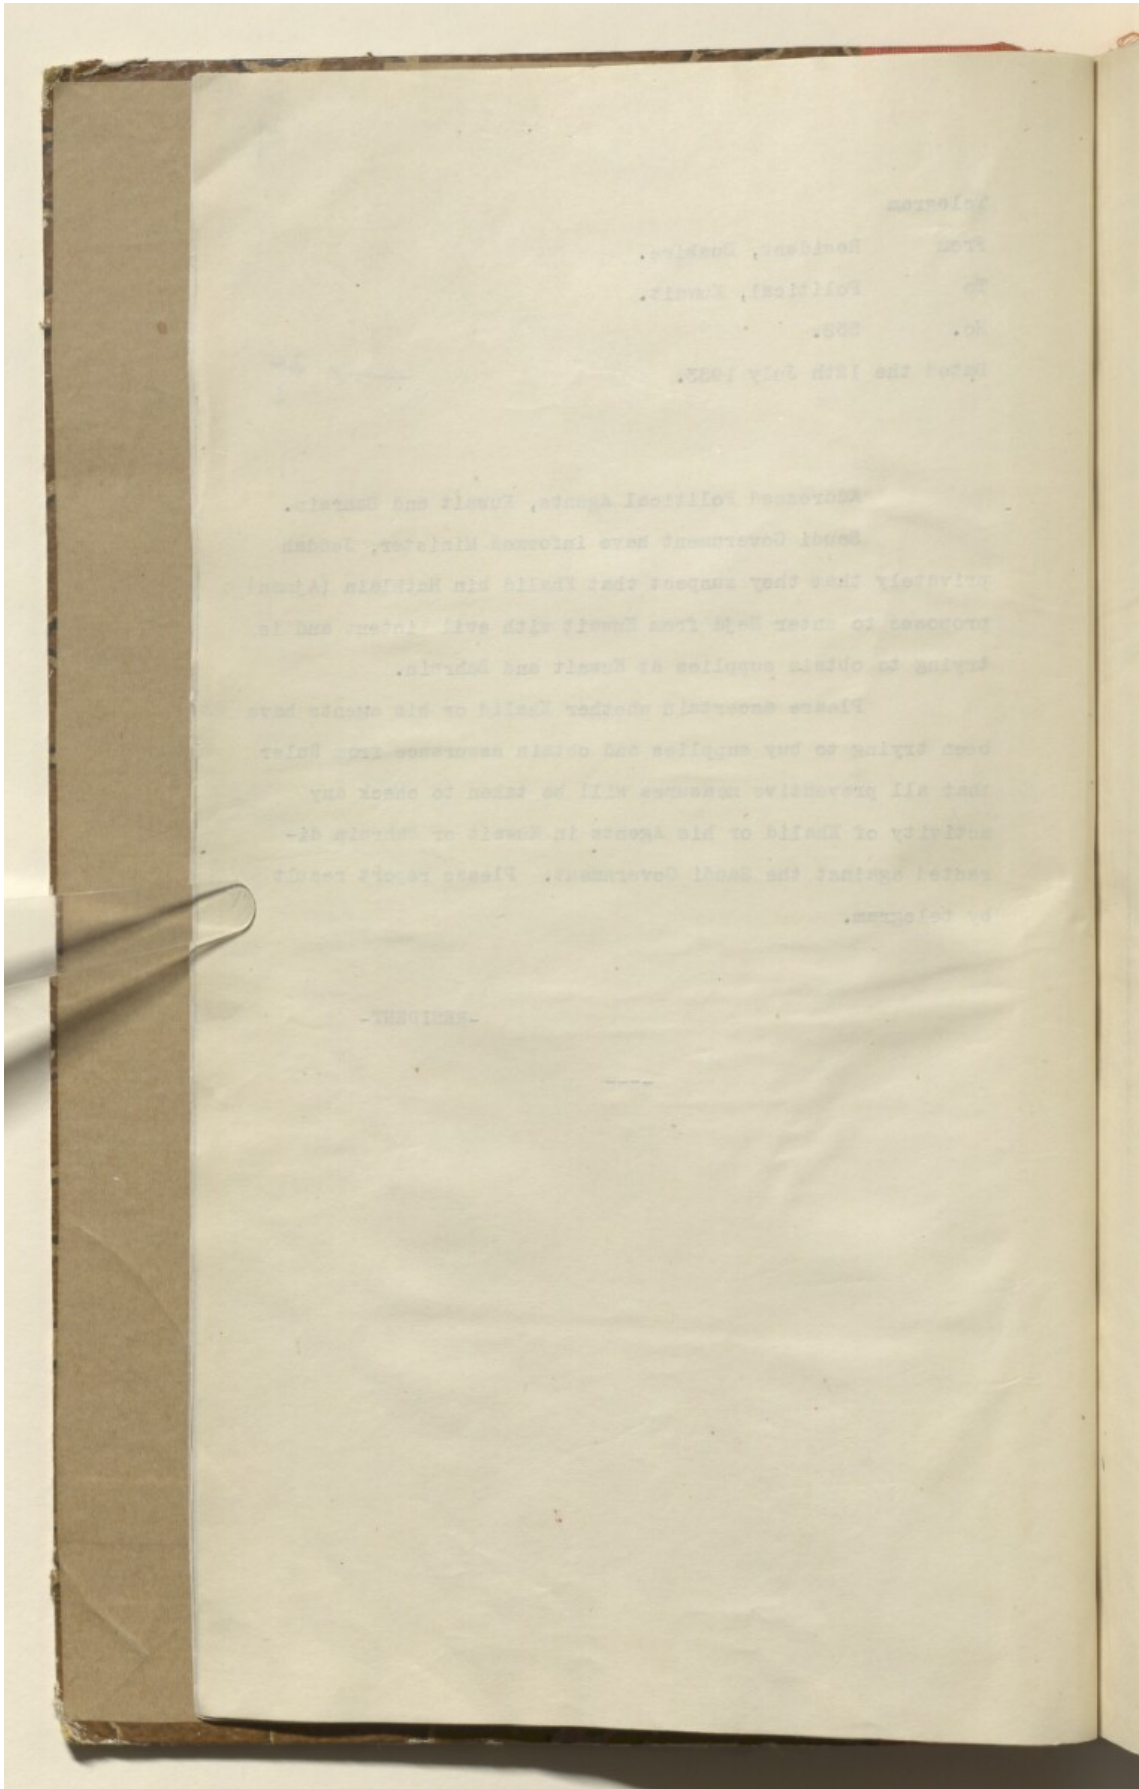 Telegram
From Resident, Bushire.
To Political, Kuwait.
No.
Dated the 12th July 1933.
Addressed Political Agents, Kuwait and Bahrain.
Saudi Government have informed Minister, Jeddah
privately that they suspect that Khalid bin Hathlain (Ajman)
proposes to enter Nejd from Kuwait with evil intent and is
trying to obtain supplies at Kuwait and Bahrain.
Please ascertain whether Khalid or his agents have
been trying to buy supplies and obtain assurance from Ruler
that all preventive measures will be taken to check any
activity of Khalid or his Agents in Kuwait or Bahrain di-
rected against the Saudi Government. Please report result
by telegram.
-RESIDENT-
----